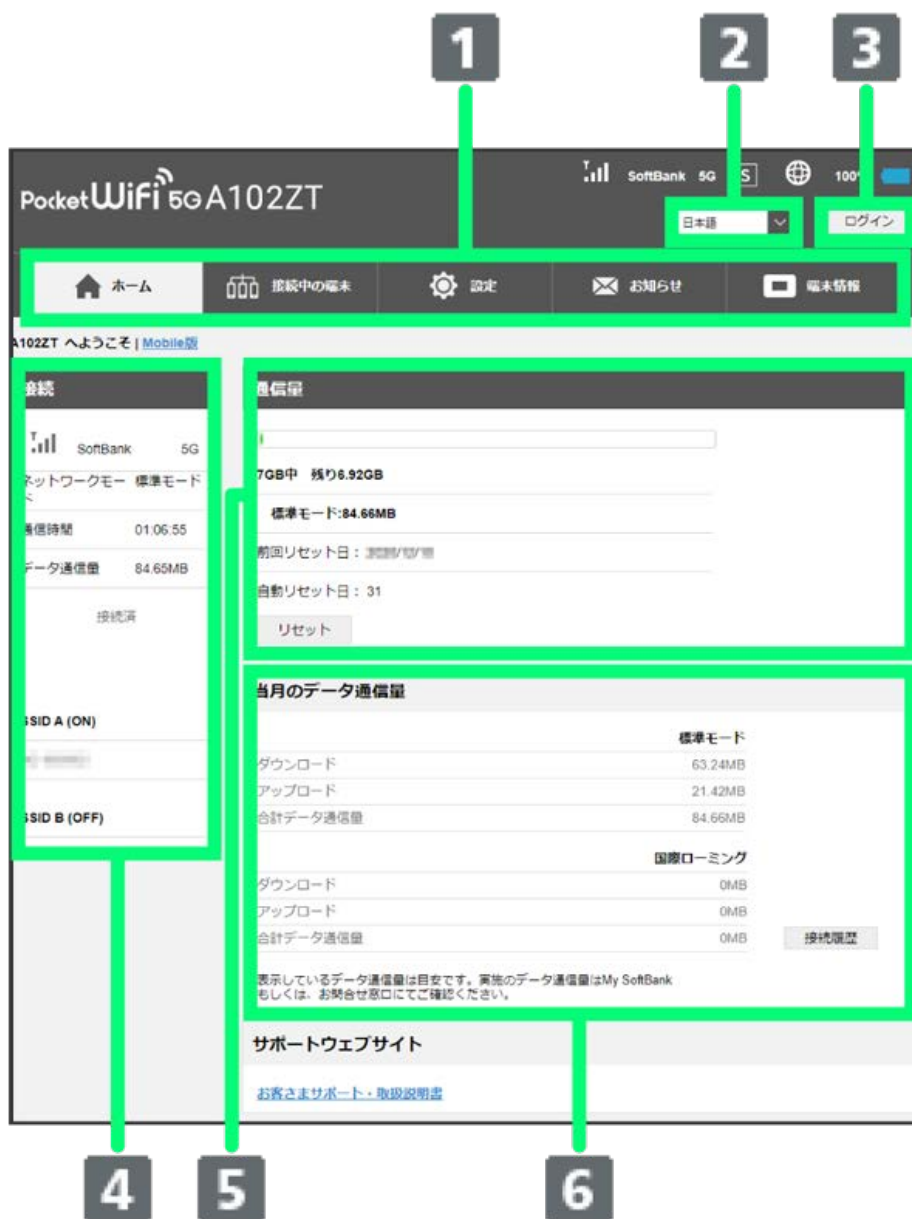 1
2
3
Pocket WiFi 5G A102ZT
SoftBank 5G S 100%
日本語
ログイン
ホーム
接続中の端末
設定
お知らせ
端末情報
A102ZT へようこそ | Mobile版
接続
SoftBank 5G
ネットワークモー 標準モード
ド
通信時間 01:06:55
データ通信量 84.65MB
接続済
SSID A (ON)
SSID B (OFF)
通信量
7GB中 残り6.92GB
標準モード:84.66MB
前回リセット日:
自動リセット日: 31
リセット
当月のデータ通信量
標準モード
ダウンロード 63.24MB
アップロード 21.42MB
合計データ通信量 84.66MB
国際ローミング
ダウンロード 0MB
アップロード 0MB
合計データ通信量 0MB
接続履歴
表示しているデータ通信量は目安です。実施のデータ通信量はMy SoftBank
もしくは、お問合せ窓口にてご確認ください。
サポートウェブサイト
お客さまサポート・取扱説明書
4
5
6